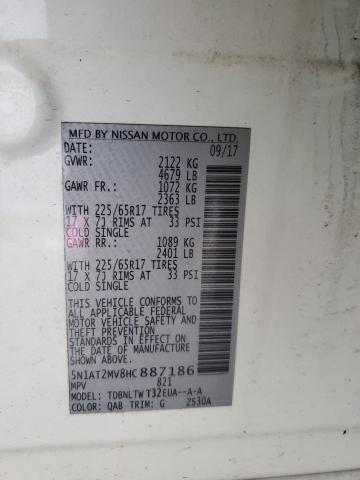 MFD BY NISSAN MOTOR CO., LTD.
DATE: 09/17
GVWR: 2122 KG
4679 LB
GAWR FR.: 1072 KG
2363 LB
WITH 225/65R17 TIRES
17 X 7J RIMS AT 33 PSI
COLD SINGLE
GAWR RR.: 1089 KG
2401 LB
WITH 225/65R17 TIRES
17 X 7J RIMS AT 33 PSI
COLD SINGLE
THIS VEHICLE CONFORMS TO ALL
APPLICABLE FEDERAL
MOTOR VEHICLE SAFETY
STANDARDS IN EFFECT ON THE
DATE OF MANUFACTURE
SHOWN ABOVE.
5N1AT2MV8HC887186
MPV 821
MODEL: TDBNLTW T32EUA--A-A
COLOR: QAB TRIM: G 2530A